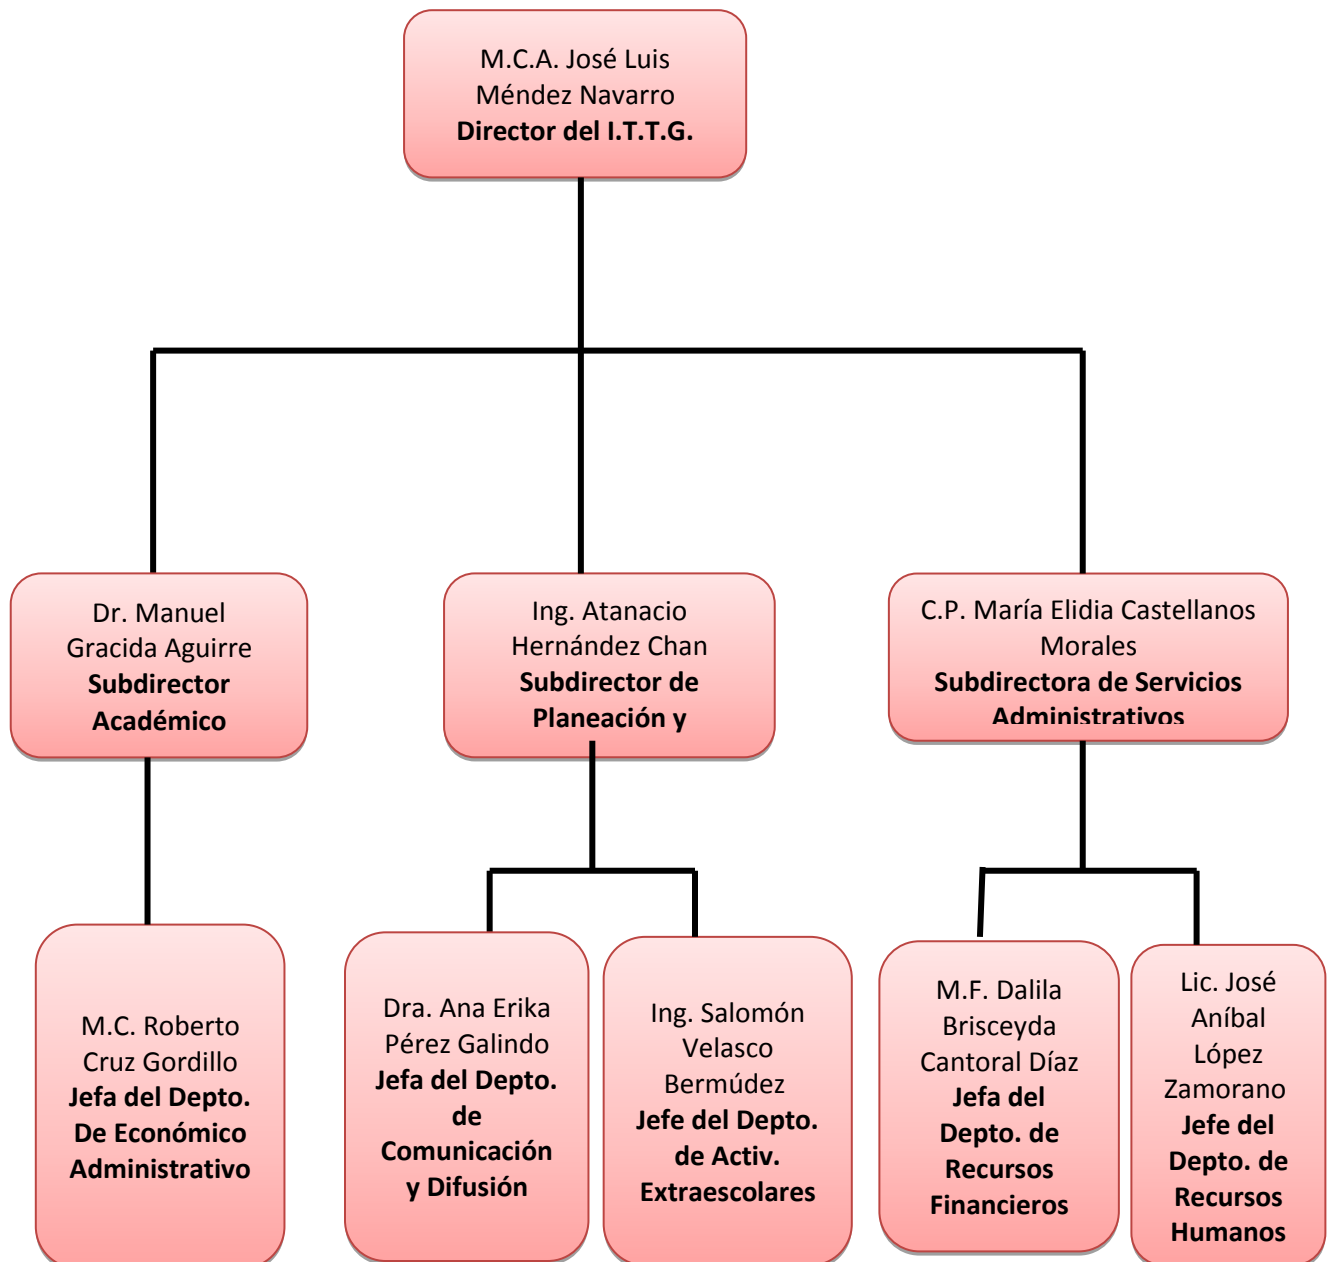 M.C.A. José Luis
Méndez Navarro
Director del I.T.T.G.
Dr. Manuel
Gracida Aguirre
Subdirector
Académico
Ing. Atanacio
Hernández Chan
Subdirector de
Planeación y
C.P. María Elidia Castellanos
Morales
Subdirectora de Servicios
Administrativos
M.C. Roberto
Cruz Gordillo
Jefa del Depto.
De Económico
Administrativo
Dra. Ana Erika
Pérez Galindo
Jefa del Depto.
de
Comunicación
y Difusión
Ing. Salomón
Velasco
Bermúdez
Jefe del Depto.
de Activ.
Extraescolares
M.F. Dalila
Brisceyda
Cantoral Díaz
Jefa del
Depto. de
Recursos
Financieros
Lic. José
Aníbal
López
Zamorano
Jefe del
Depto. de
Recursos
Humanos